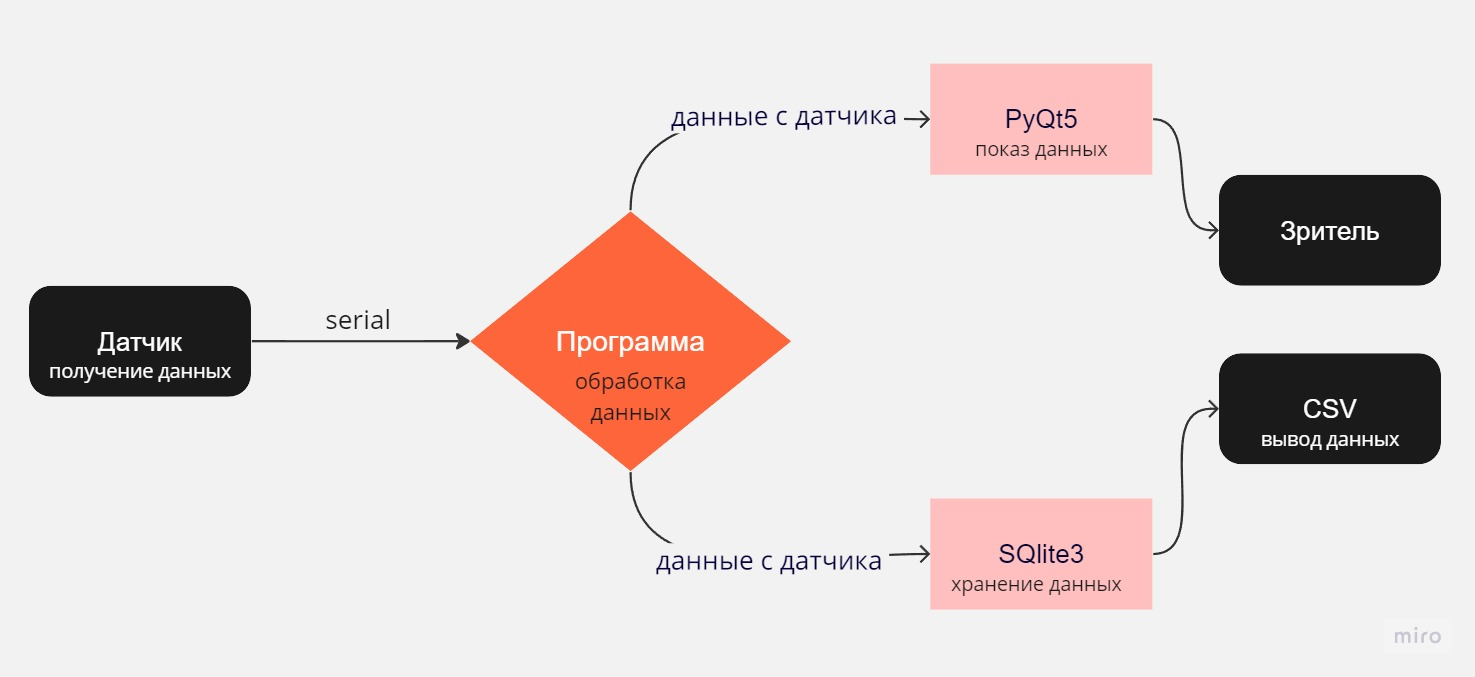 данные с датчика
PyQt5
показ данных
Зритель
serial
Датчик
получение данных
Программа
обработка
данных
CSV
вывод данных
данные с датчика
SQlite3
хранение данных
miro